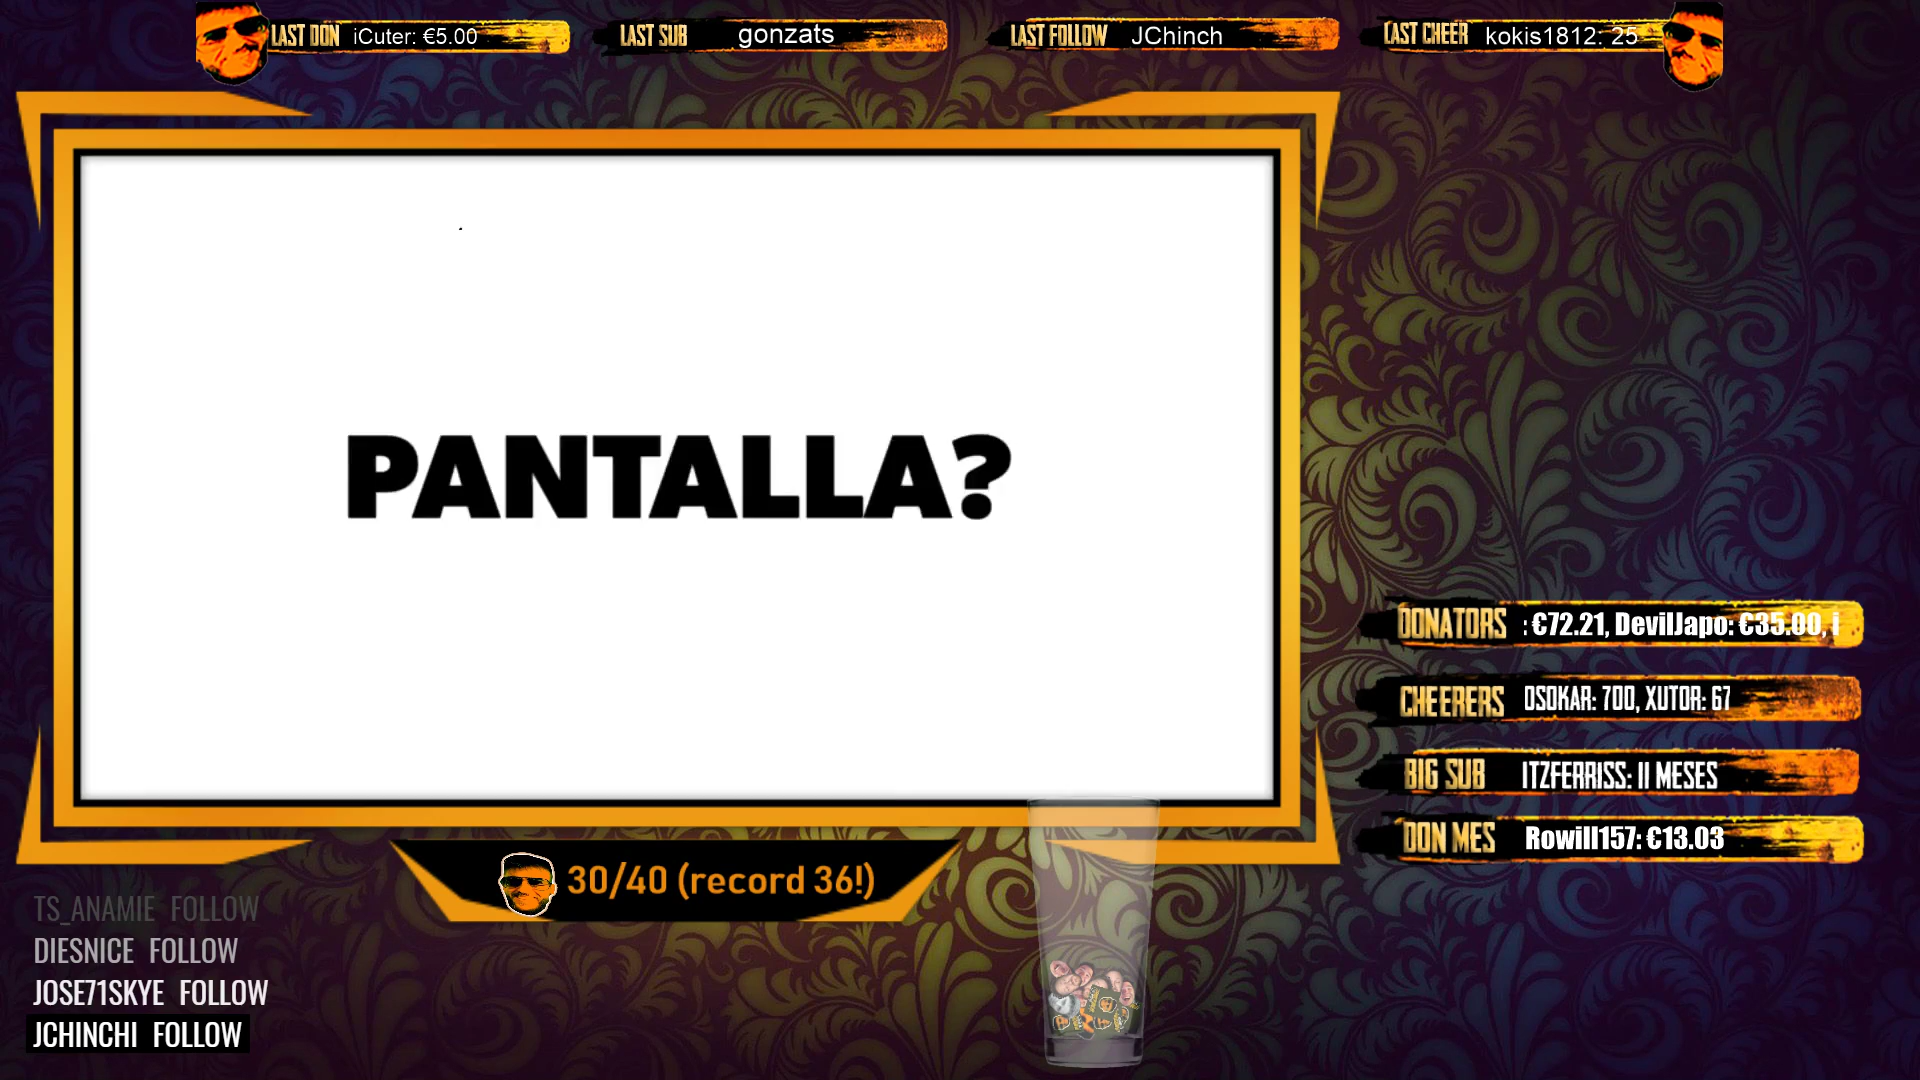 LAST DON iCuter: €5.00
LAST SUB gonzats
LAST FOLLOW JChinch
LAST CHEER kokis1812: 25
PANTALLA?
DONATORS : €72.21, DevilJapo: €35.00, i
CHEERERS OSOKAR: 700, XUTOR: 67
BIG SUB ITZFERRISS: 11 MESES
DON MES Rowill157: €13.03
30/40 (record 36!)
TS_ANAMIE FOLLOW
DIESNICE FOLLOW
JOSE71SKYE FOLLOW
JCHINCHI FOLLOW